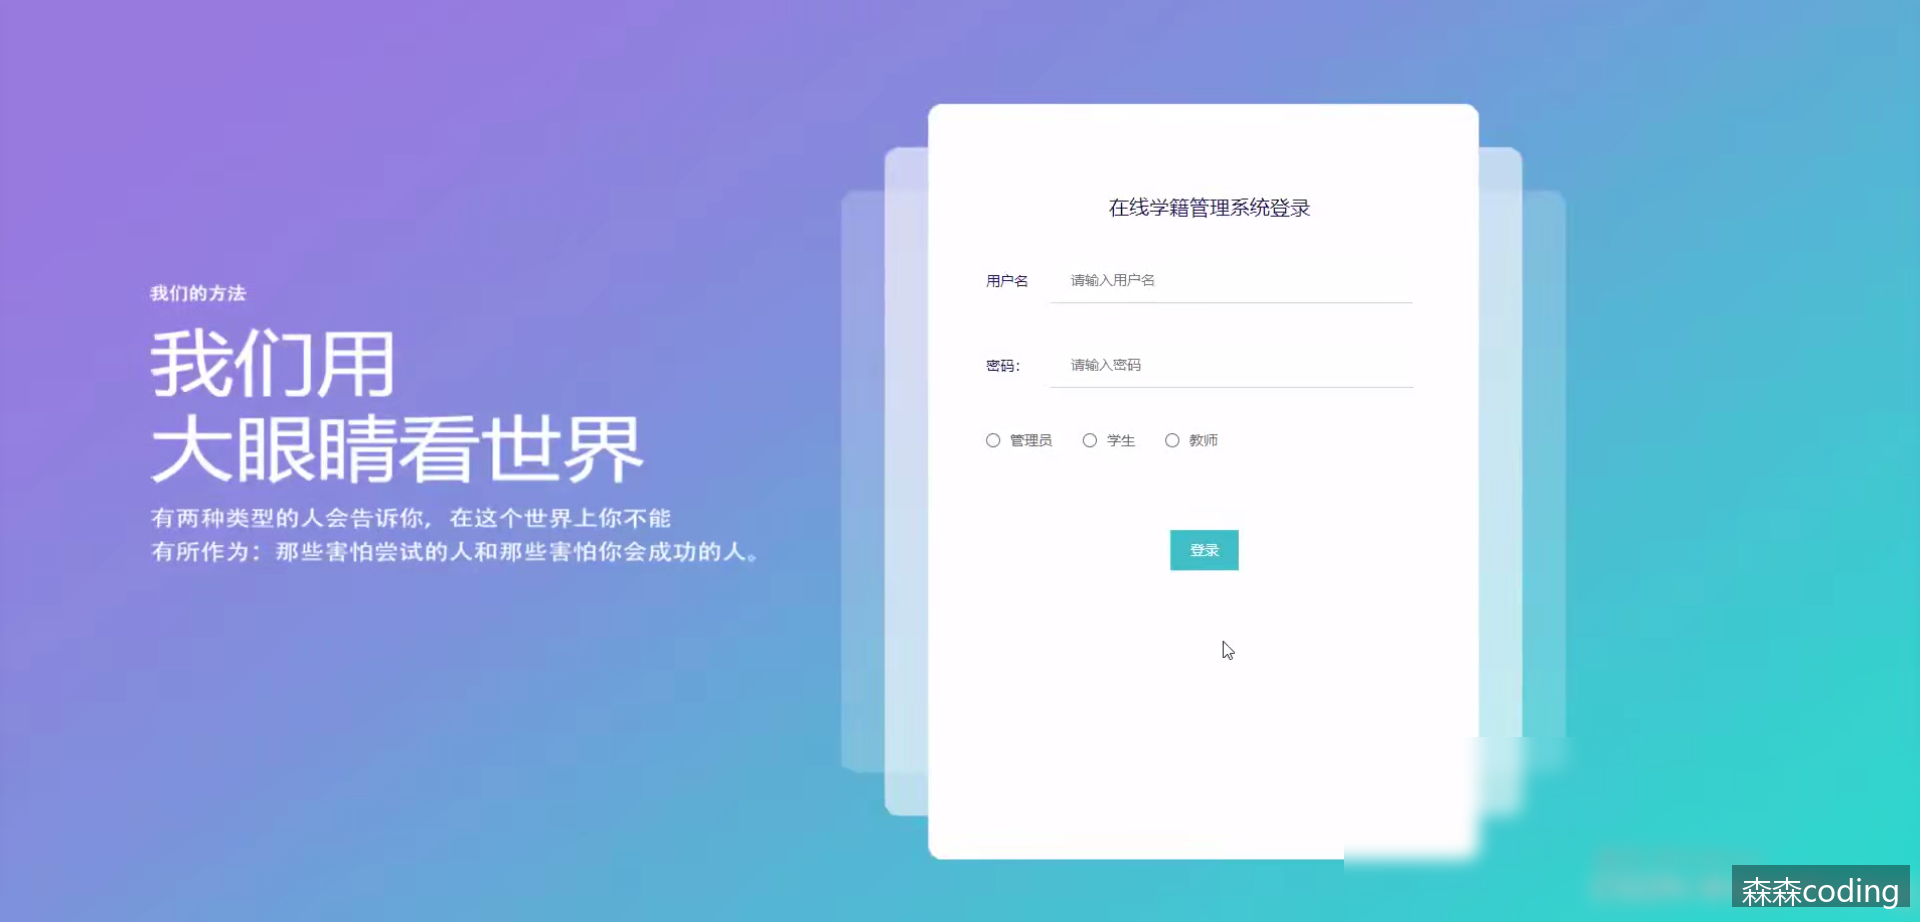 我们的方法
我们用
大眼睛看世界
有两种类型的人会告诉你，在这个世界上你不能
有所作为：那些害怕尝试的人和那些害怕你会成功的人。
在线学籍管理系统登录
用户名 请输入用户名
密码： 请输入密码
管理员 学生 教师
登录
森森coding